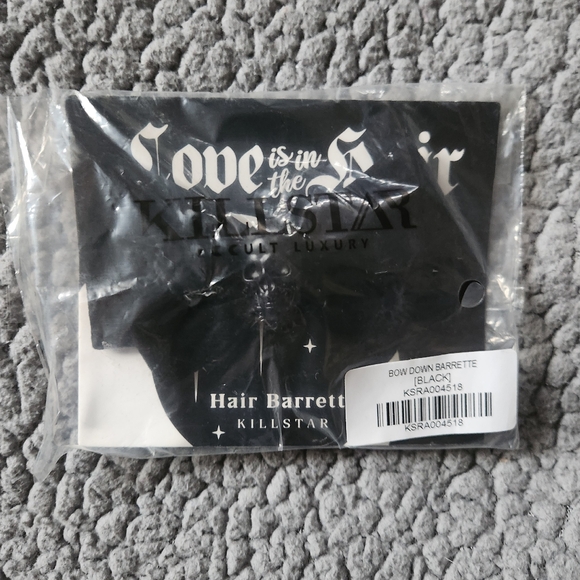 Love is in the Hair
KILLSTAR
OCCULT LUXURY
Hair Barrett
KILLSTAR
BOW DOWN BARRETTE
[BLACK]
KSRA004518
KSRA004518